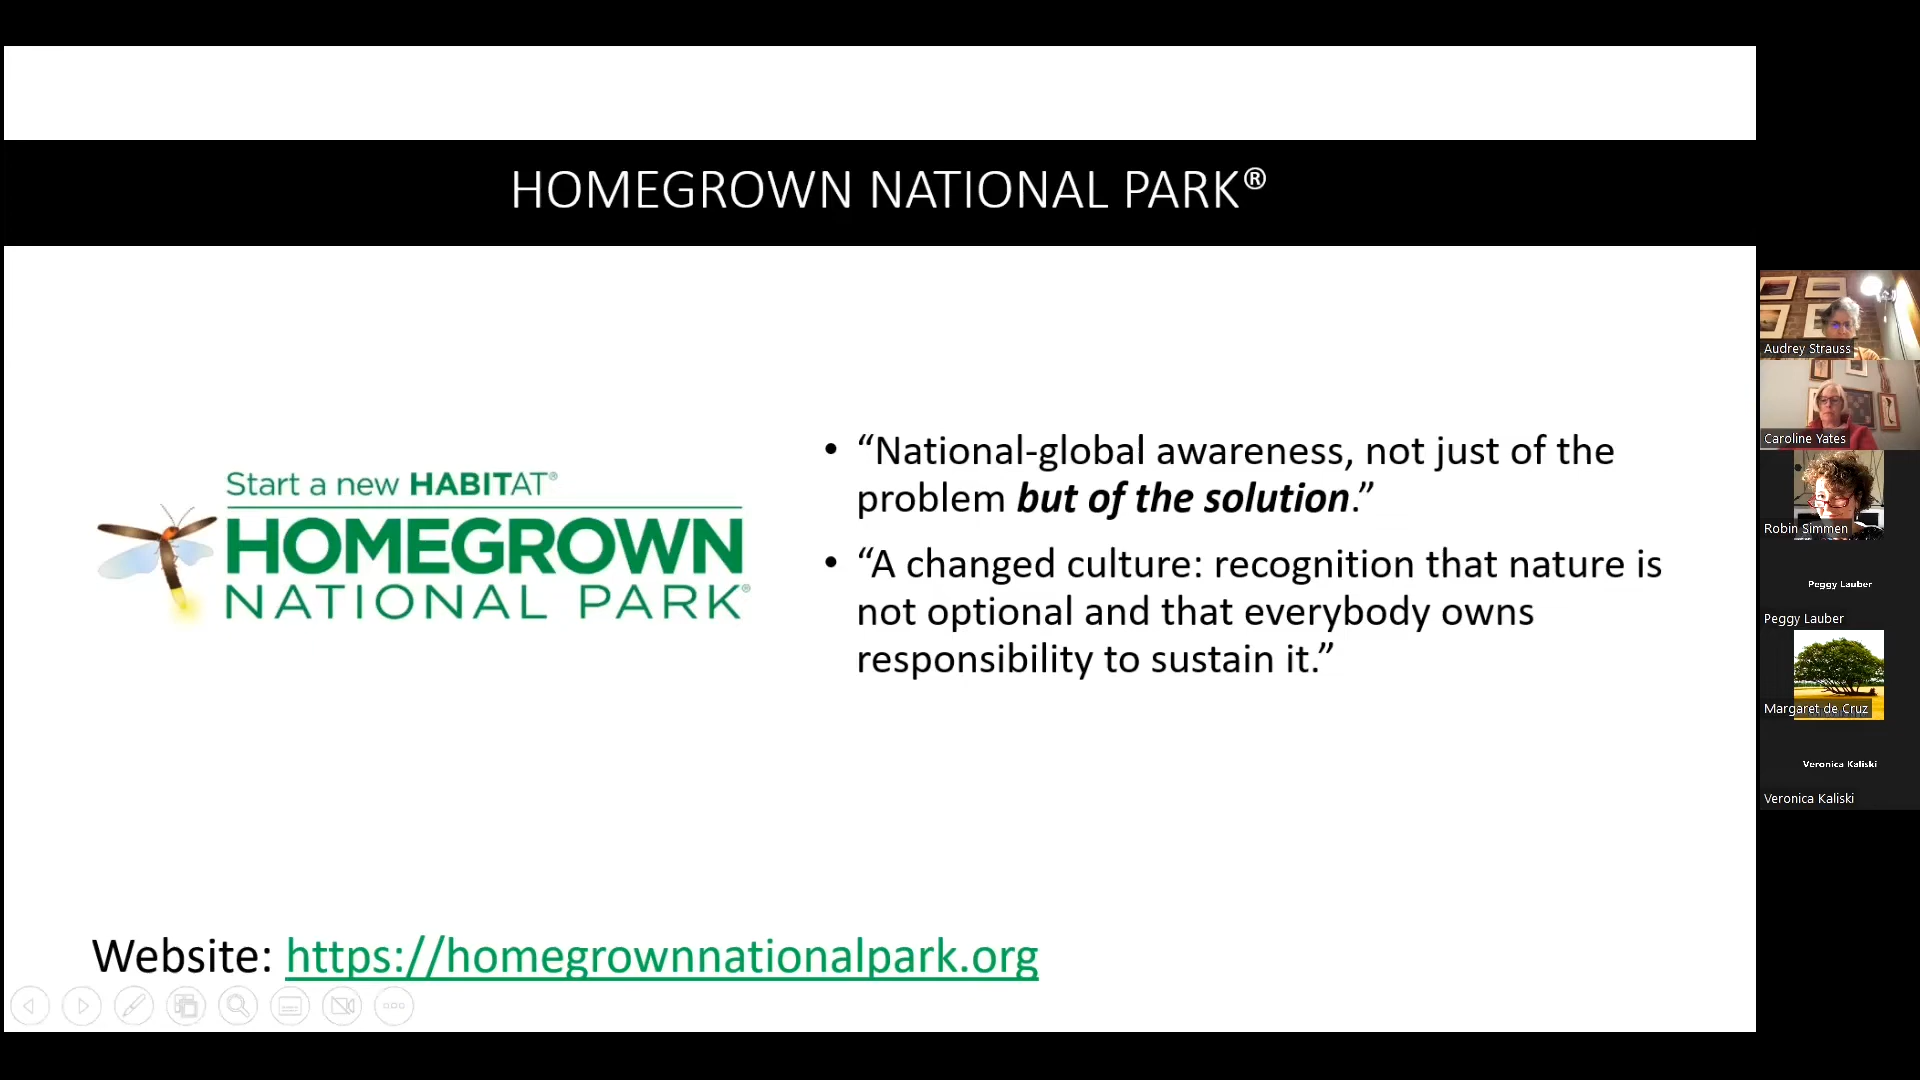 HOMEGROWN NATIONAL PARK®
Start a new HABITAT®
HOMEGROWN
NATIONAL PARK®
• “National-global awareness, not just of the
problem but of the solution.”
• “A changed culture: recognition that nature is
not optional and that everybody owns
responsibility to sustain it.”
Website: https://homegrownnationalpark.org
Audrey Strauss
Caroline Yates
Robin Simmen
Peggy Lauber
Peggy Lauber
Margaret de Cruz
Veronica Kaliski
Veronica Kaliski